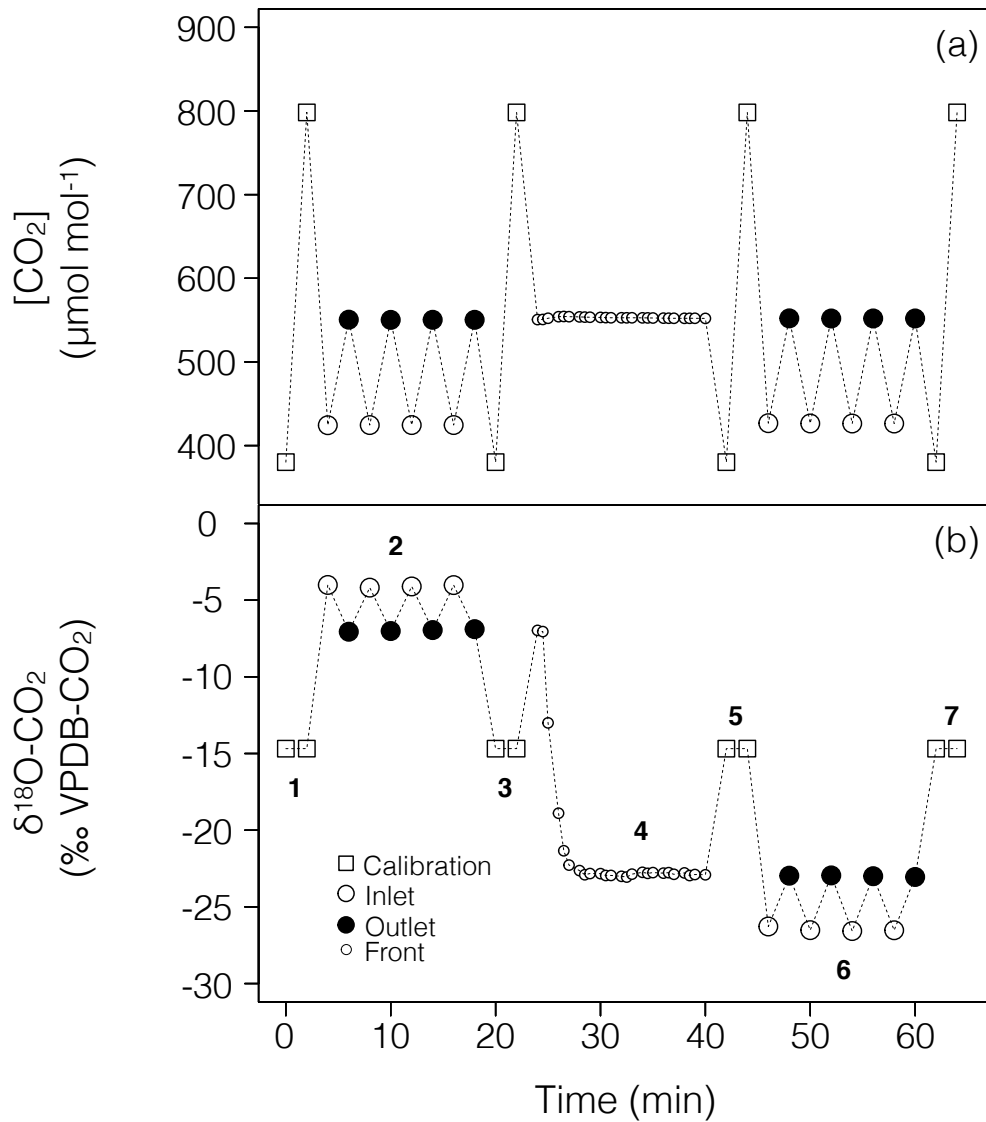 (a)
900
800
700
600
500
400
[CO₂]
(µmol mol⁻¹)
(b)
0
-5
-10
-15
-20
-25
-30
δ¹⁸O-CO₂
(‰ VPDB-CO₂)
2
1
3
5
7
4
6
Calibration
Inlet
Outlet
Front
0
10
20
30
40
50
60
Time (min)